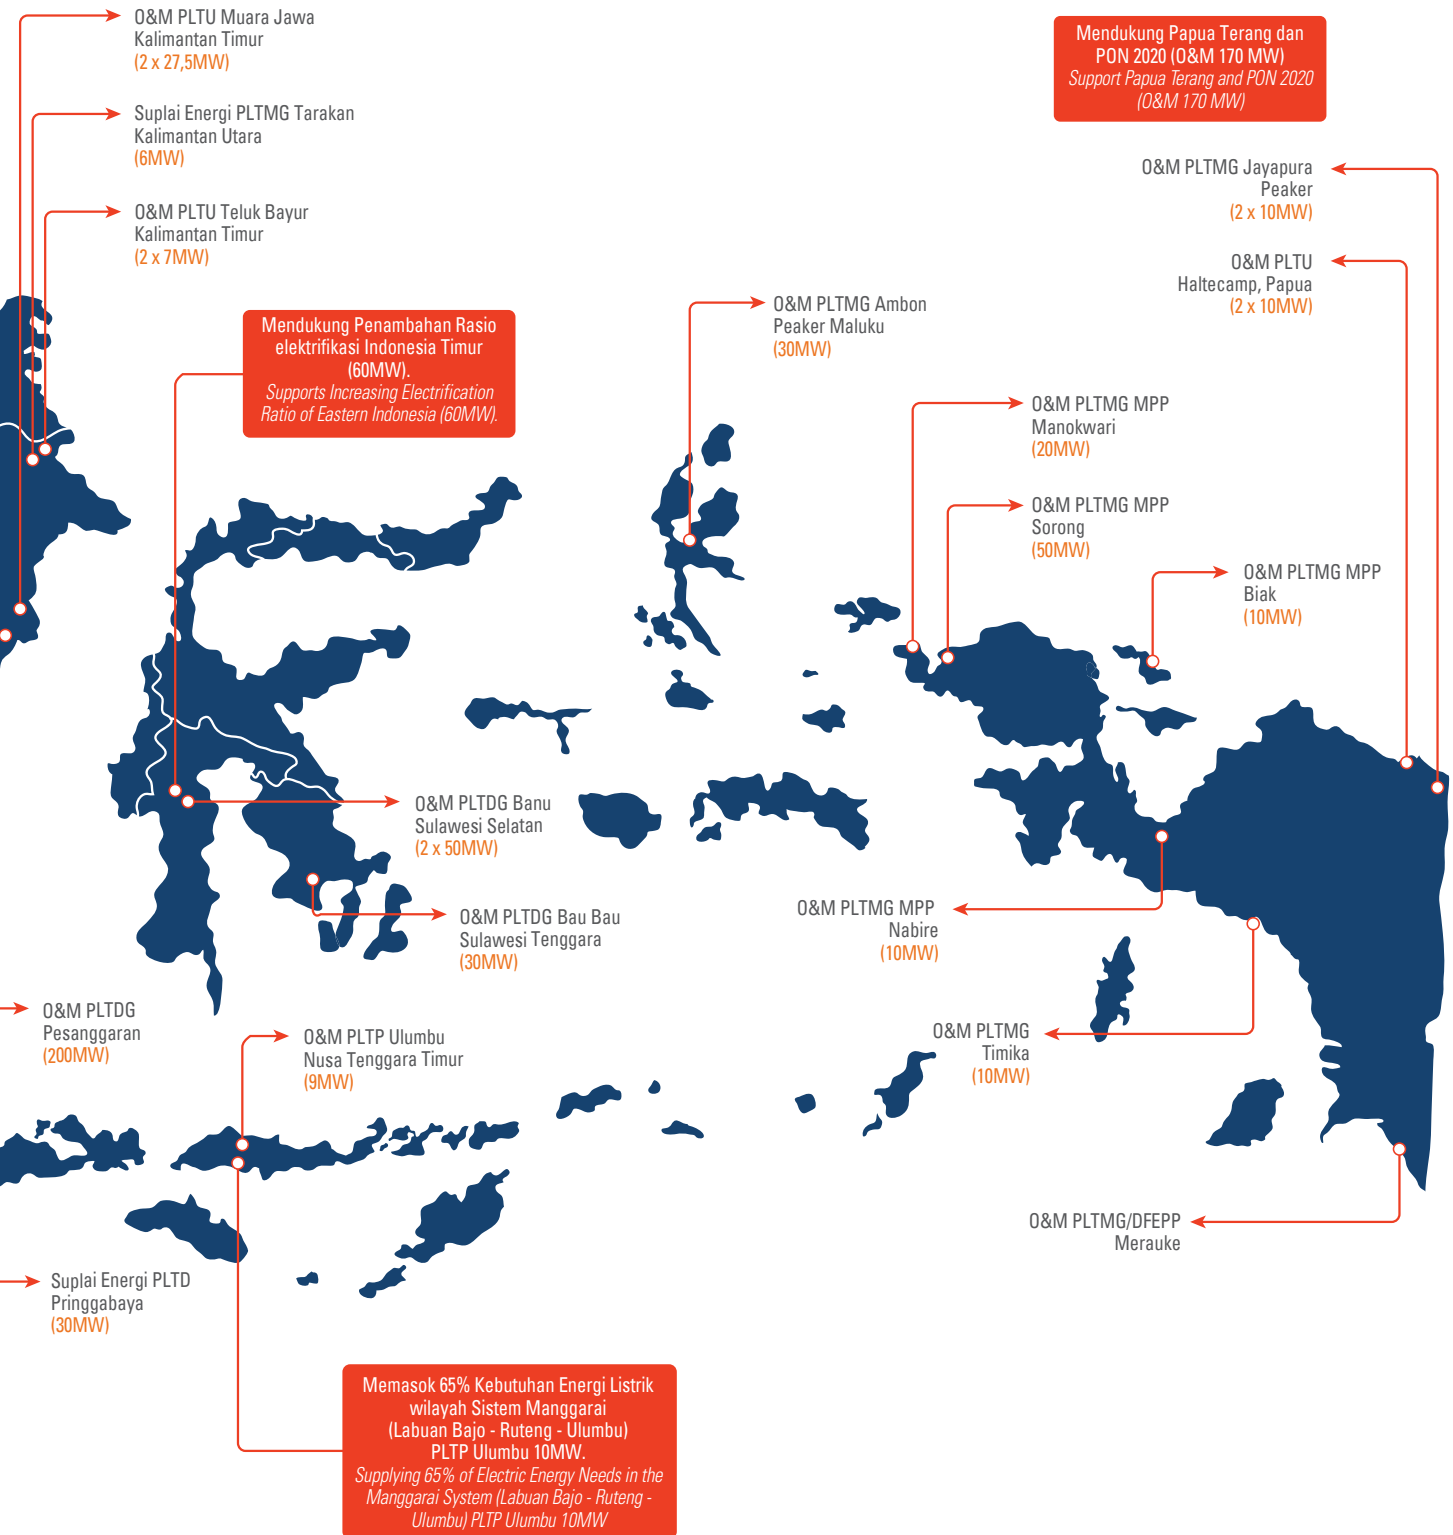 O&M PLTU Muara Jawa
Kalimantan Timur
(2 x 27,5MW)
Suplai Energi PLTMG Tarakan
Kalimantan Utara
(6MW)
O&M PLTU Teluk Bayur
Kalimantan Timur
(2 x 7MW)
Mendukung Papua Terang dan
PON 2020 (O&M 170 MW)
Support Papua Terang and PON 2020
(O&M 170 MW)
O&M PLTMG Jayapura
Peaker
(2 x 10MW)
O&M PLTU
Haltecamp, Papua
(2 x 10MW)
Mendukung Penambahan Rasio
elektrifikasi Indonesia Timur
(60MW).
Supports Increasing Electrification
Ratio of Eastern Indonesia (60MW).
O&M PLTMG Ambon
Peaker Maluku
(30MW)
O&M PLTMG MPP
Manokwari
(20MW)
O&M PLTMG MPP
Sorong
(50MW)
O&M PLTMG MPP
Biak
(10MW)
O&M PLTDG Banu
Sulawesi Selatan
(2 x 50MW)
O&M PLTDG Bau Bau
Sulawesi Tenggara
(30MW)
O&M PLTMG MPP
Nabire
(10MW)
O&M PLTDG
Pesanggaran
(200MW)
O&M PLTP Ulumbu
Nusa Tenggara Timur
(9MW)
O&M PLTMG
Timika
(10MW)
O&M PLTMG/DFEPP
Merauke
Suplai Energi PLTD
Pringgabaya
(30MW)
Memasok 65% Kebutuhan Energi Listrik
wilayah Sistem Manggarai
(Labuan Bajo - Ruteng - Ulumbu)
PLTP Ulumbu 10MW.
Supplying 65% of Electric Energy Needs in the
Manggarai System (Labuan Bajo - Ruteng -
Ulumbu) PLTP Ulumbu 10MW